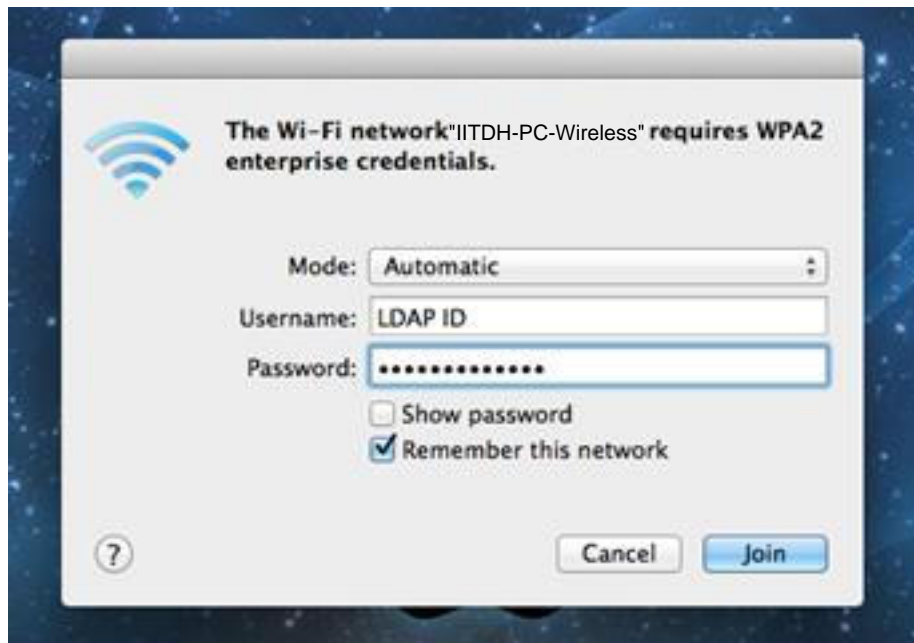 The Wi-Fi network"IITDH-PC-Wireless" requires WPA2
enterprise credentials.
Mode: Automatic
Username: LDAP ID
Password: •••••••••••••
Show password
Remember this network
? Cancel Join